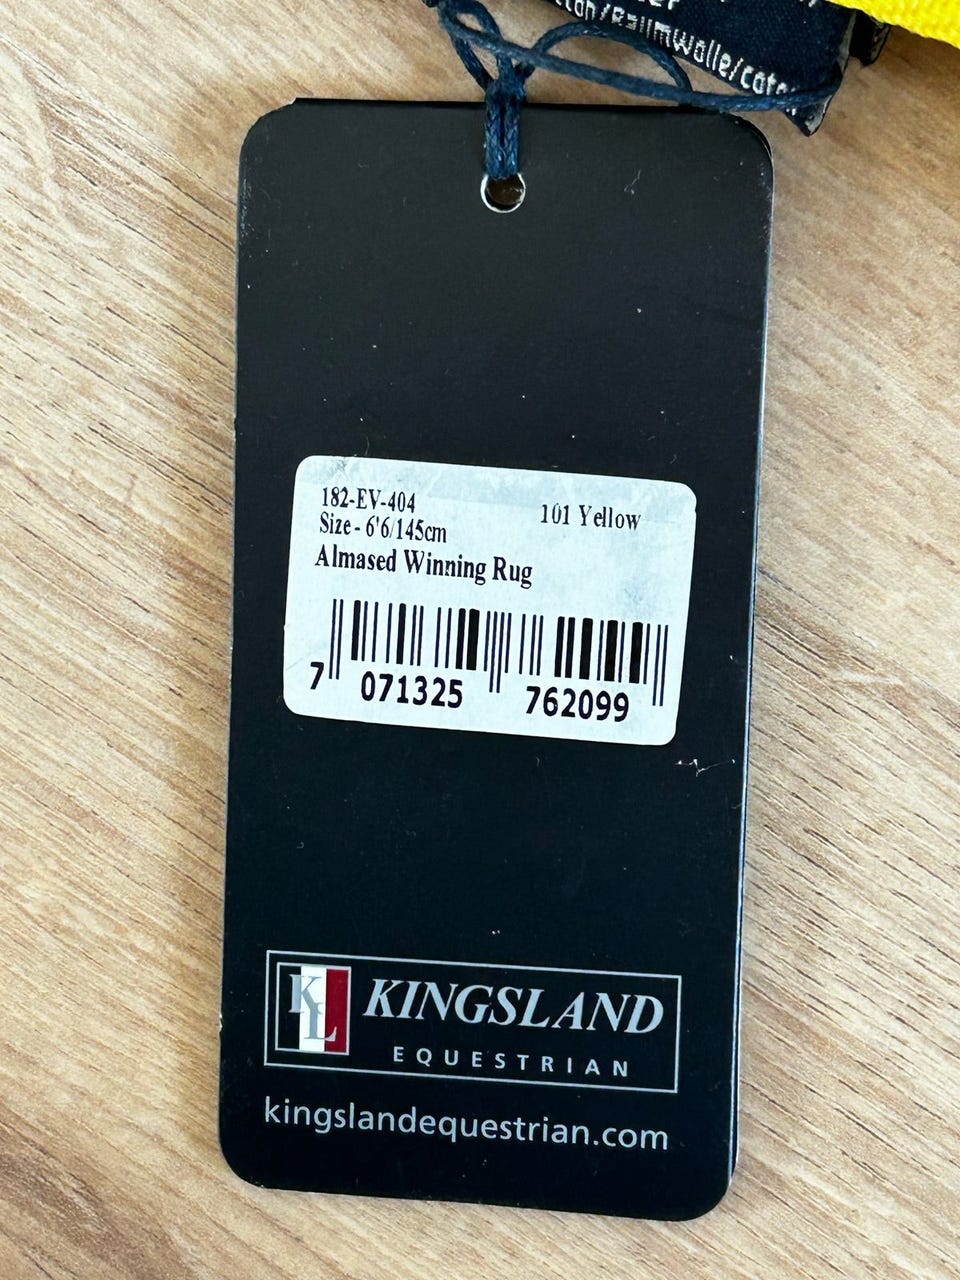 182-EV-404
101 Yellow
Size - 6'6/145cm
Almased Winning Rug
7 071325 762099
KL
KINGSLAND
EQUESTRIAN
kingslandequestrian.com